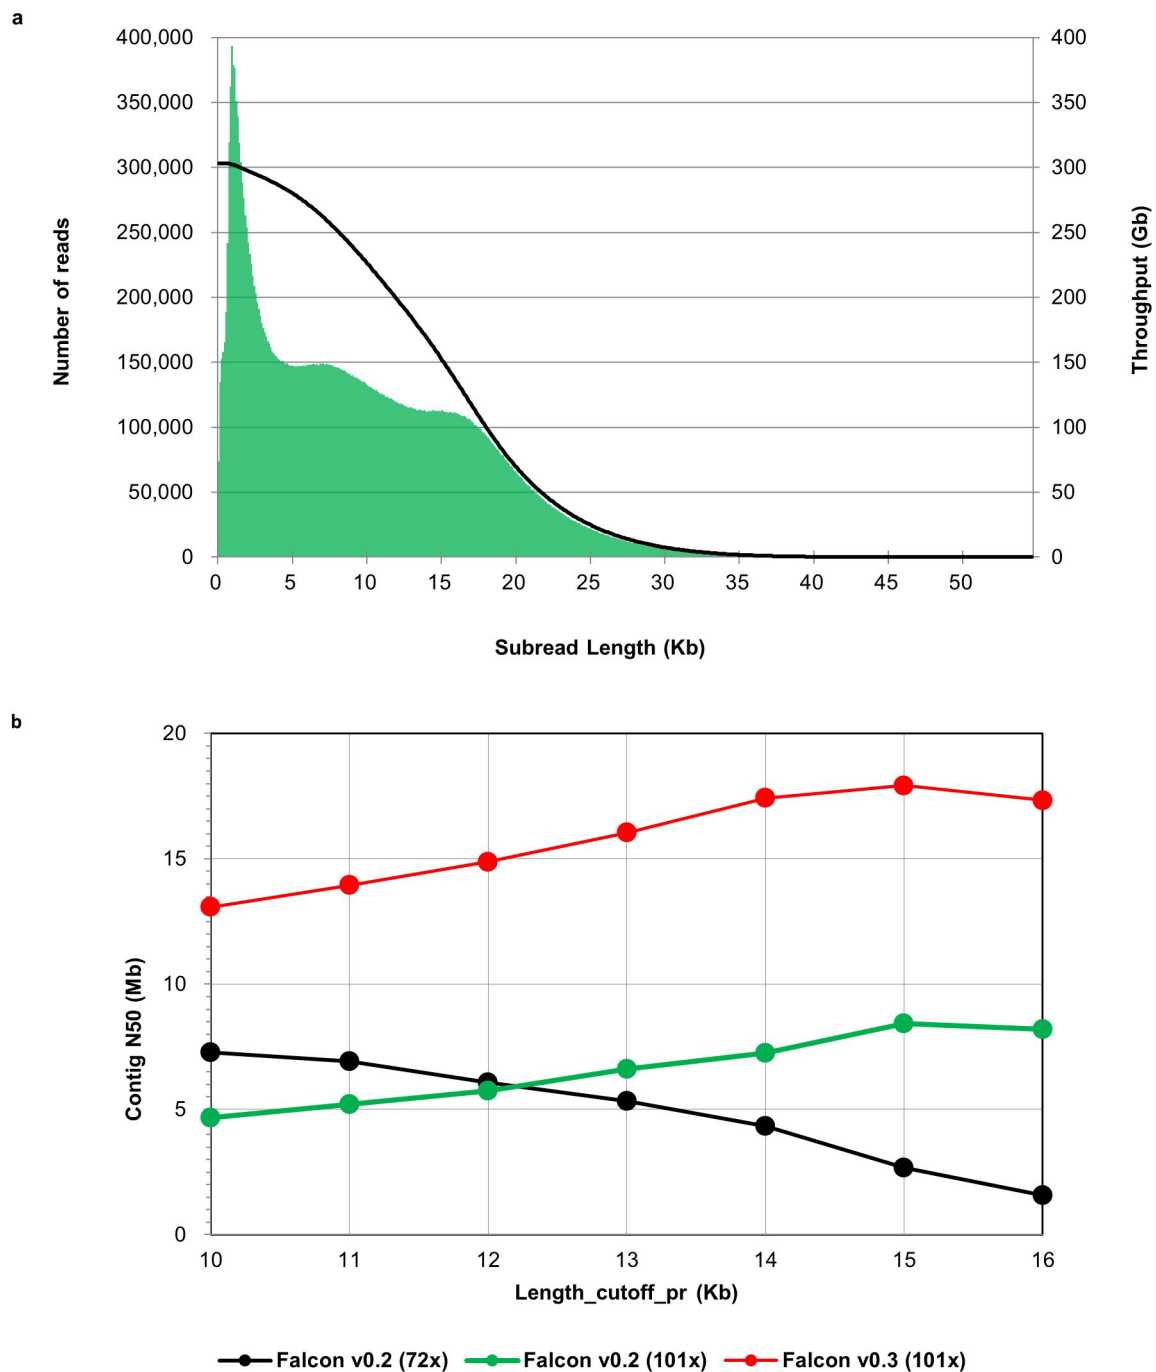 a
400,000
350,000
300,000
250,000
200,000
150,000
100,000
50,000
0
Number of reads
400
350
300
250
200
150
100
50
0
Throughput (Gb)
0 5 10 15 20 25 30 35 40 45 50
Subread Length (Kb)
b
20
15
10
5
0
Contig N50 (Mb)
10 11 12 13 14 15 16
Length_cutoff_pr (Kb)
Falcon v0.2 (72x) Falcon v0.2 (101x) Falcon v0.3 (101x)